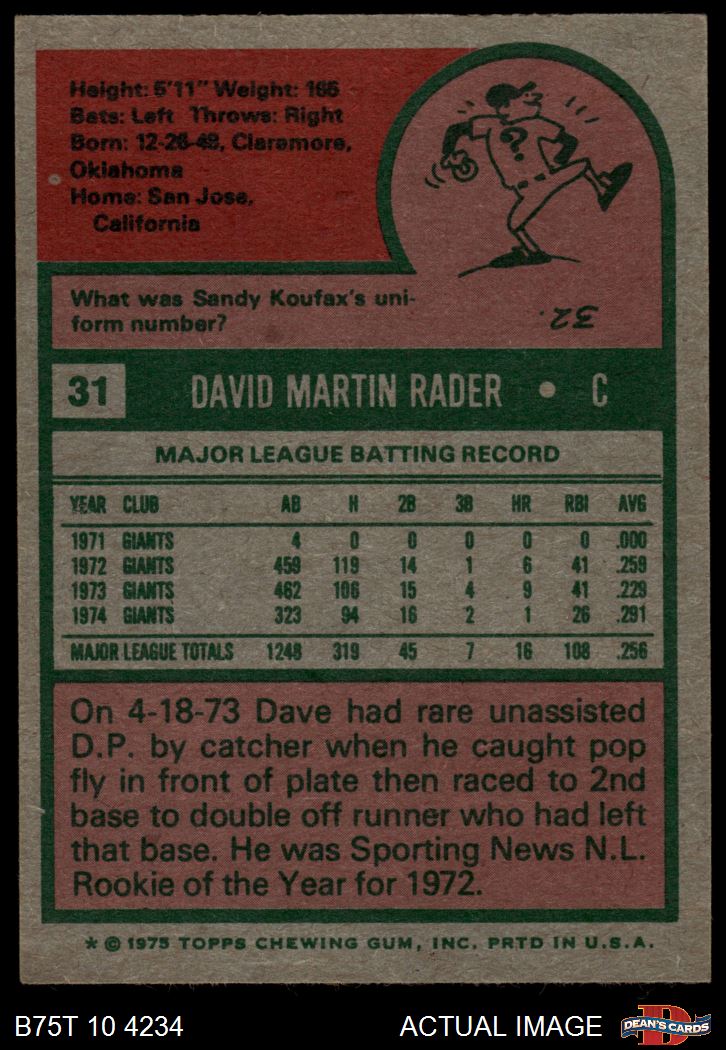 Height: 5'11" Weight: 165
Bats: Left Throws: Right
Born: 12-26-49, Claremore,
Oklahoma
Home: San Jose,
California
?
What was Sandy Koufax's uni-
form number?
32.
31 DAVID MARTIN RADER • C
MAJOR LEAGUE BATTING RECORD
YEAR CLUB AB H 2B 3B HR RBI AVG
1971 GIANTS 4 0 0 0 0 0 .000
1972 GIANTS 459 119 14 1 6 41 .259
1973 GIANTS 462 106 15 4 9 41 .229
1974 GIANTS 323 94 16 2 1 26 .291
MAJOR LEAGUE TOTALS 1248 319 45 7 16 108 .256
On 4-18-73 Dave had rare unassisted
D.P. by catcher when he caught pop
fly in front of plate then raced to 2nd
base to double off runner who had left
that base. He was Sporting News N.L.
Rookie of the Year for 1972.
* © 1975 TOPPS CHEWING GUM, INC. PRTD IN U.S.A.
B75T 10 4234 ACTUAL IMAGE D DEAN'S CARDS